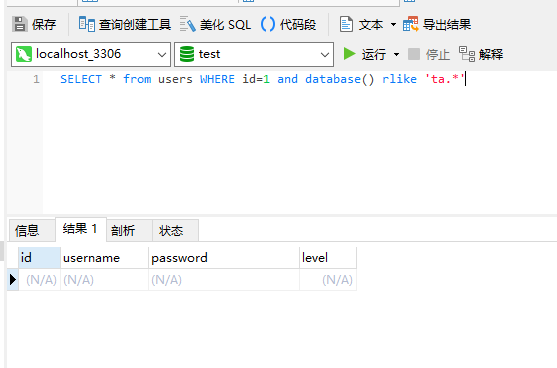 保存 查询创建工具 美化 SQL 代码段 文本 导出结果
localhost_3306 test 运行 停止 解释
1 SELECT * from users WHERE id=1 and database() rlike 'ta.*'
信息 结果 1 剖析 状态
id username password level
(N/A) (N/A) (N/A) (N/A)